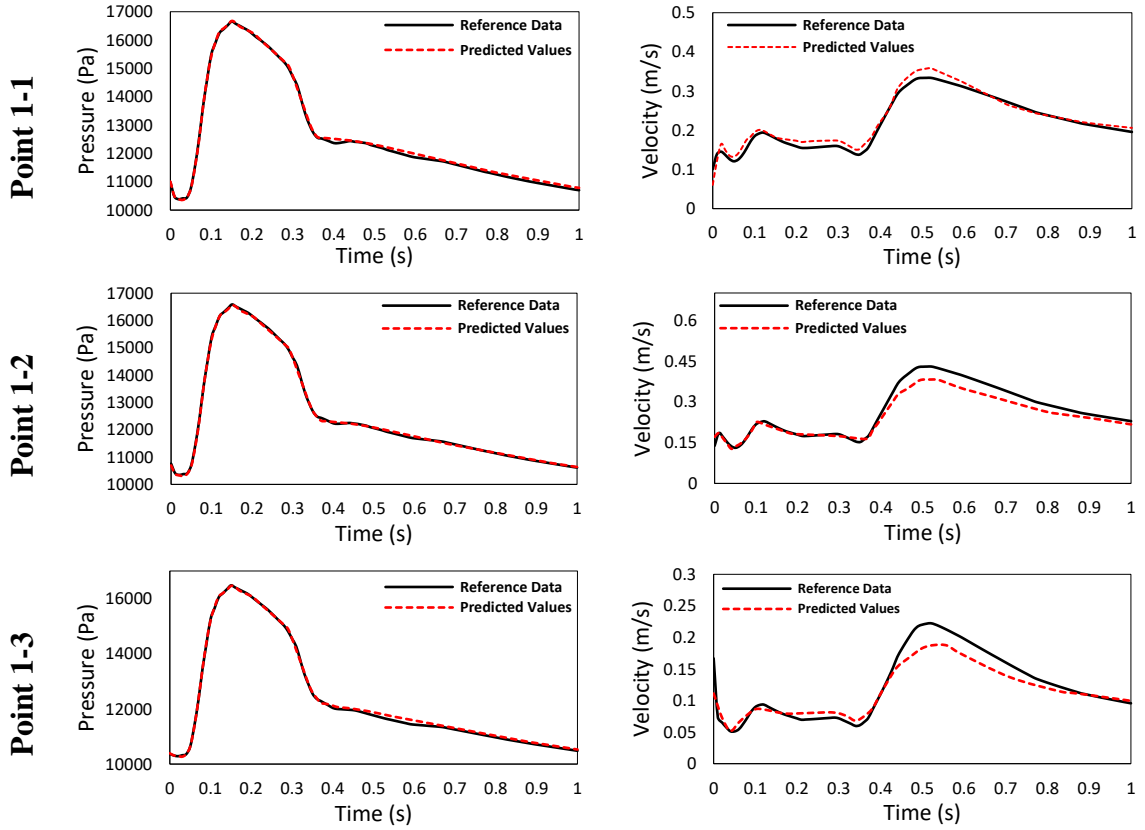 Point 1-1
Pressure (Pa)
17000
16000
15000
14000
13000
12000
11000
10000
Reference Data
Predicted Values
0 0.1 0.2 0.3 0.4 0.5 0.6 0.7 0.8 0.9 1
Time (s)
Velocity (m/s)
0.5
0.4
0.3
0.2
0.1
0
Reference Data
Predicted Values
0 0.1 0.2 0.3 0.4 0.5 0.6 0.7 0.8 0.9 1
Time (s)
Point 1-2
Pressure (Pa)
17000
16000
15000
14000
13000
12000
11000
10000
Reference Data
Predicted Values
0 0.1 0.2 0.3 0.4 0.5 0.6 0.7 0.8 0.9 1
Time (s)
Velocity (m/s)
0.6
0.45
0.3
0.15
0
Reference Data
Predicted Values
0 0.1 0.2 0.3 0.4 0.5 0.6 0.7 0.8 0.9 1
Time (s)
Point 1-3
Pressure (Pa)
16000
14000
12000
10000
Reference Data
Predicted Values
0 0.1 0.2 0.3 0.4 0.5 0.6 0.7 0.8 0.9 1
Time (s)
Velocity (m/s)
0.3
0.25
0.2
0.15
0.1
0.05
0
Reference Data
Predicted Values
0 0.1 0.2 0.3 0.4 0.5 0.6 0.7 0.8 0.9 1
Time (s)